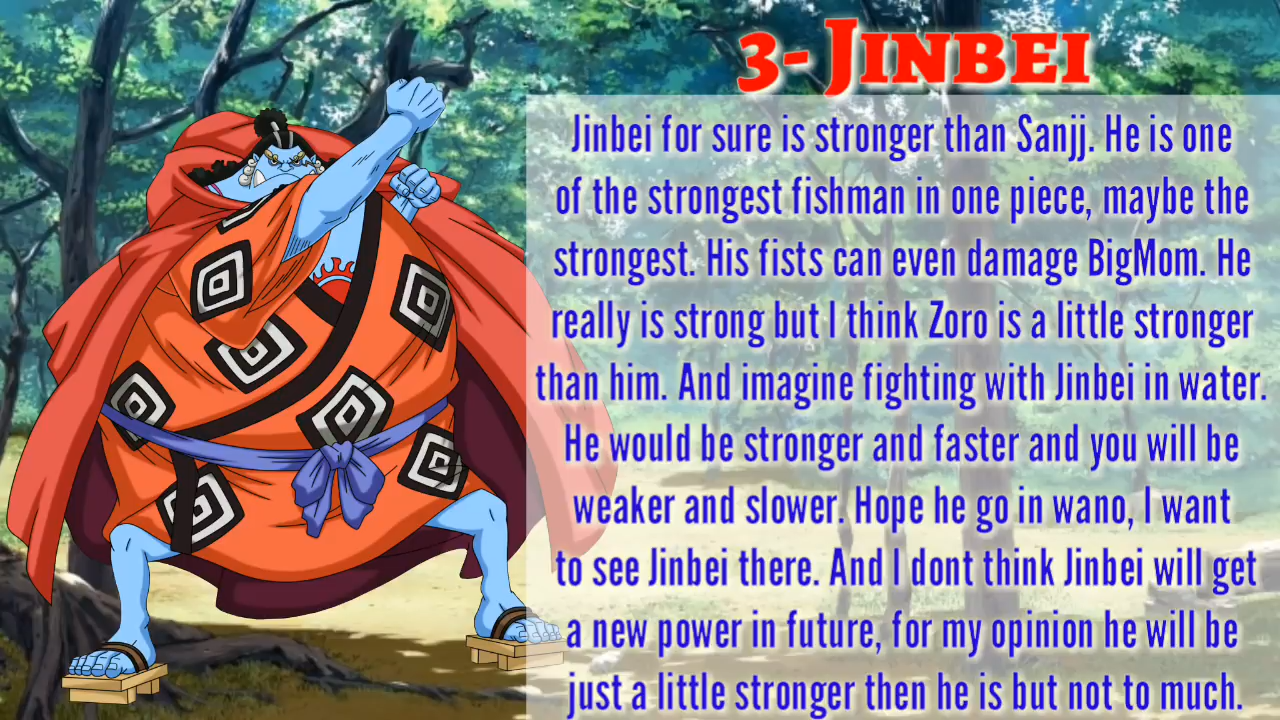 3- Jinbei
Jinbei for sure is stronger than Sanjj. He is one
of the strongest fishman in one piece, maybe the
strongest. His fists can even damage BigMom. He
really is strong but I think Zoro is a little stronger
than him. And imagine fighting with Jinbei in water.
He would be stronger and faster and you will be
weaker and slower. Hope he go in wano, I want
to see Jinbei there. And I dont think Jinbei will get
a new power in future, for my opinion he will be
just a little stronger then he is but not to much.